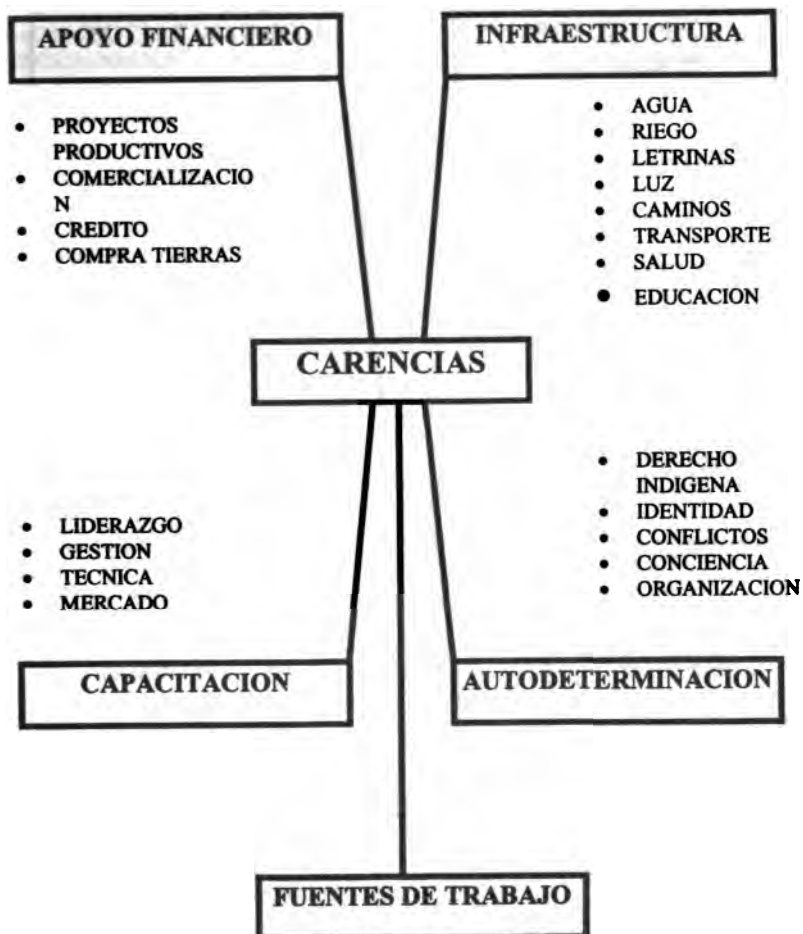 APOYO FINANCIERO
• PROYECTOS
PRODUCTIVOS
• COMERCIALIZACIO
N
• CREDITO
• COMPRA TIERRAS
INFRAESTRUCTURA
• AGUA
• RIEGO
• LETRINAS
• LUZ
• CAMINOS
• TRANSPORTE
• SALUD
• EDUCACION
CARENCIAS
• LIDERAZGO
• GESTION
• TECNICA
• MERCADO
CAPACITACION
• DERECHO
INDIGENA
• IDENTIDAD
• CONFLICTOS
• CONCIENCIA
• ORGANIZACION
AUTODETERMINACION
FUENTES DE TRABAJO